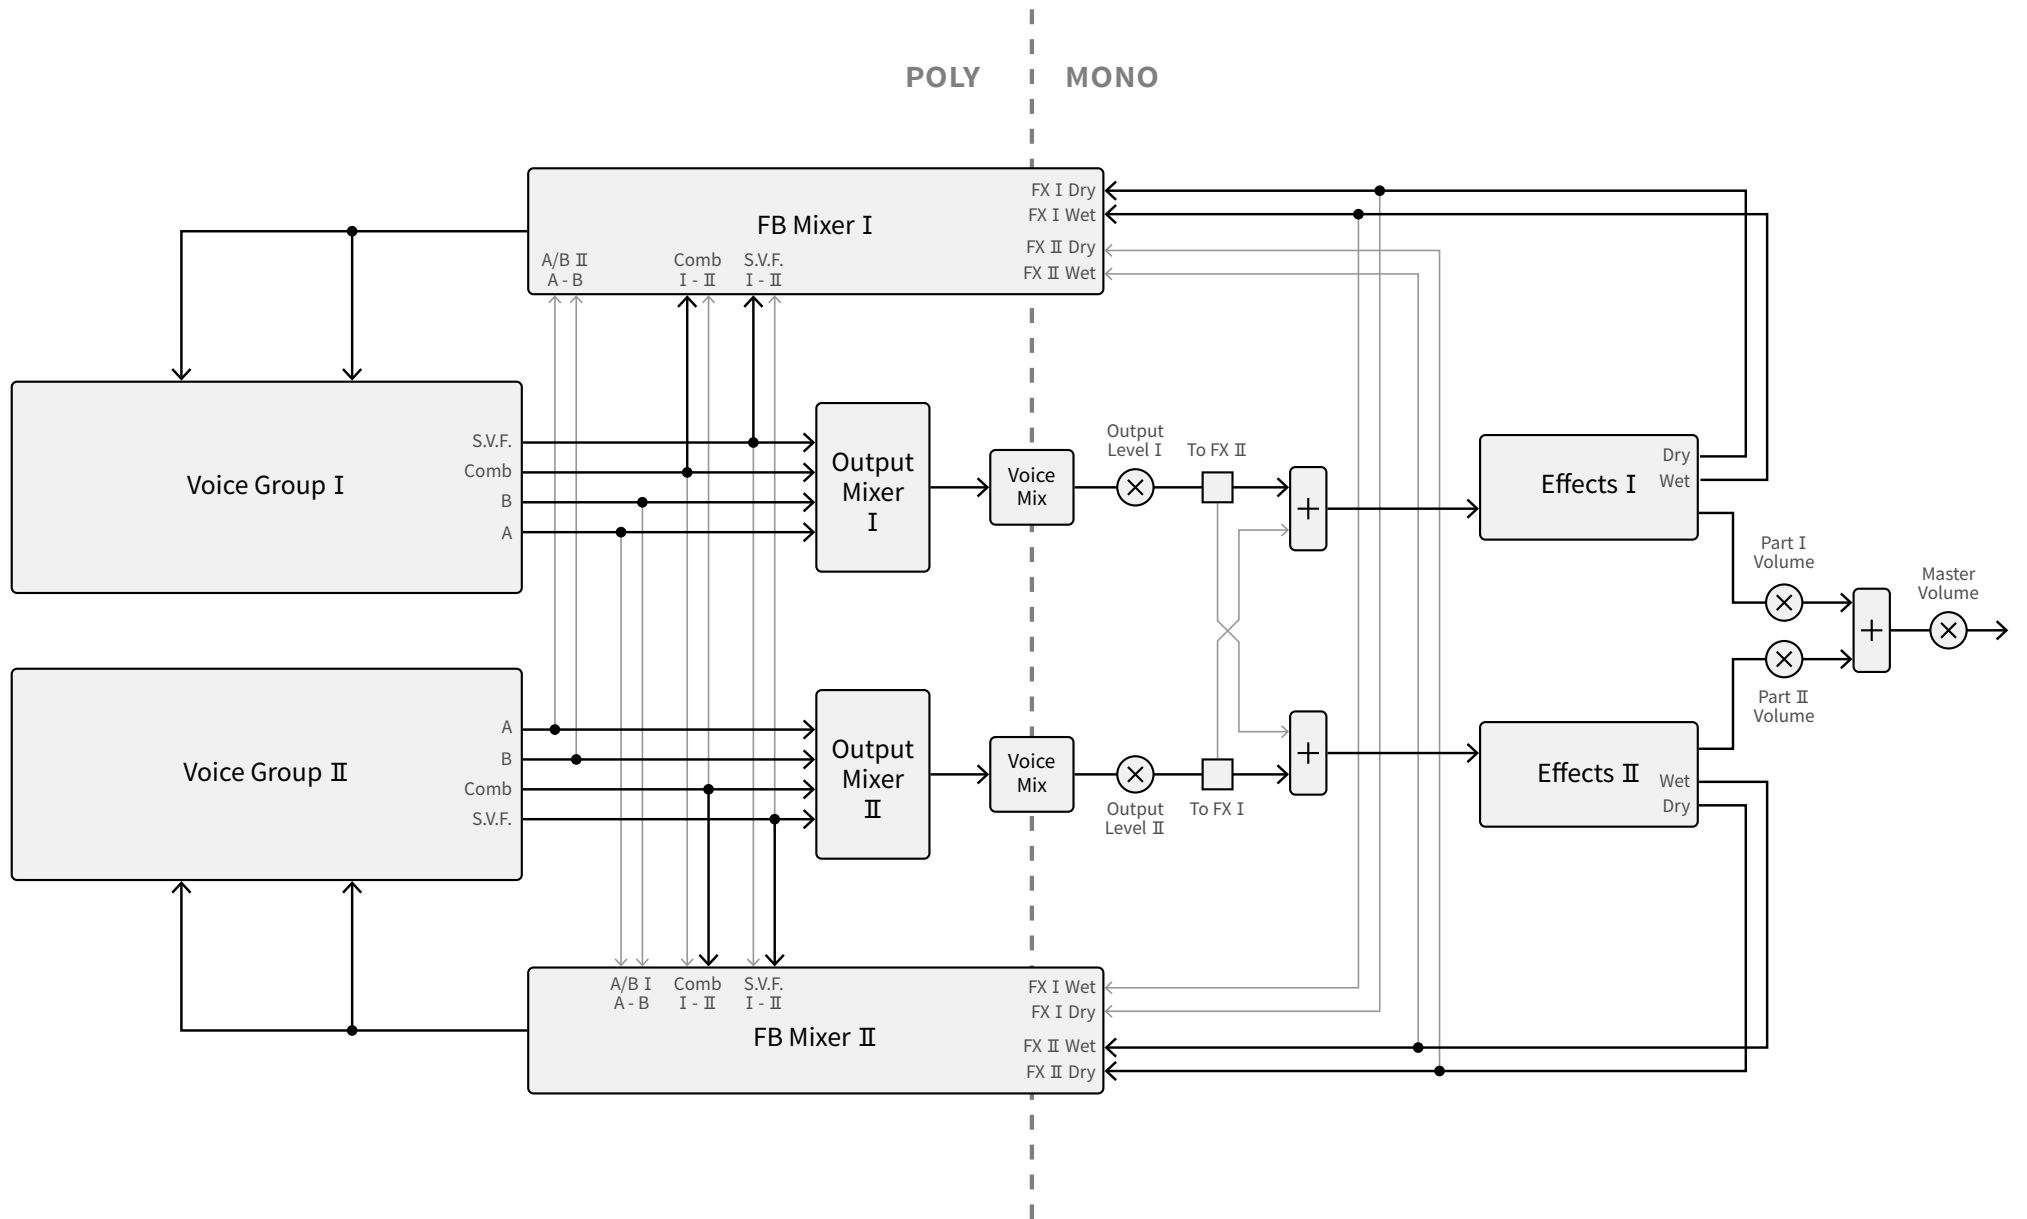 POLY
MONO
FB Mixer I
FX I Dry
FX I Wet
FX II Dry
FX II Wet
A/B II
A - B
Comb
I - II
S.V.F.
I - II
Voice Group I
S.V.F.
Comb
B
A
Output
Mixer
I
Voice
Mix
Output
Level I
To FX II
+
Effects I
Dry
Wet
Part I
Volume
Master
Volume
+
Part II
Volume
Voice Group II
A
B
Comb
S.V.F.
Output
Mixer
II
Voice
Mix
Output
Level II
To FX I
+
Effects II
Wet
Dry
A/B I
A - B
Comb
I - II
S.V.F.
I - II
FB Mixer II
FX I Wet
FX I Dry
FX II Wet
FX II Dry